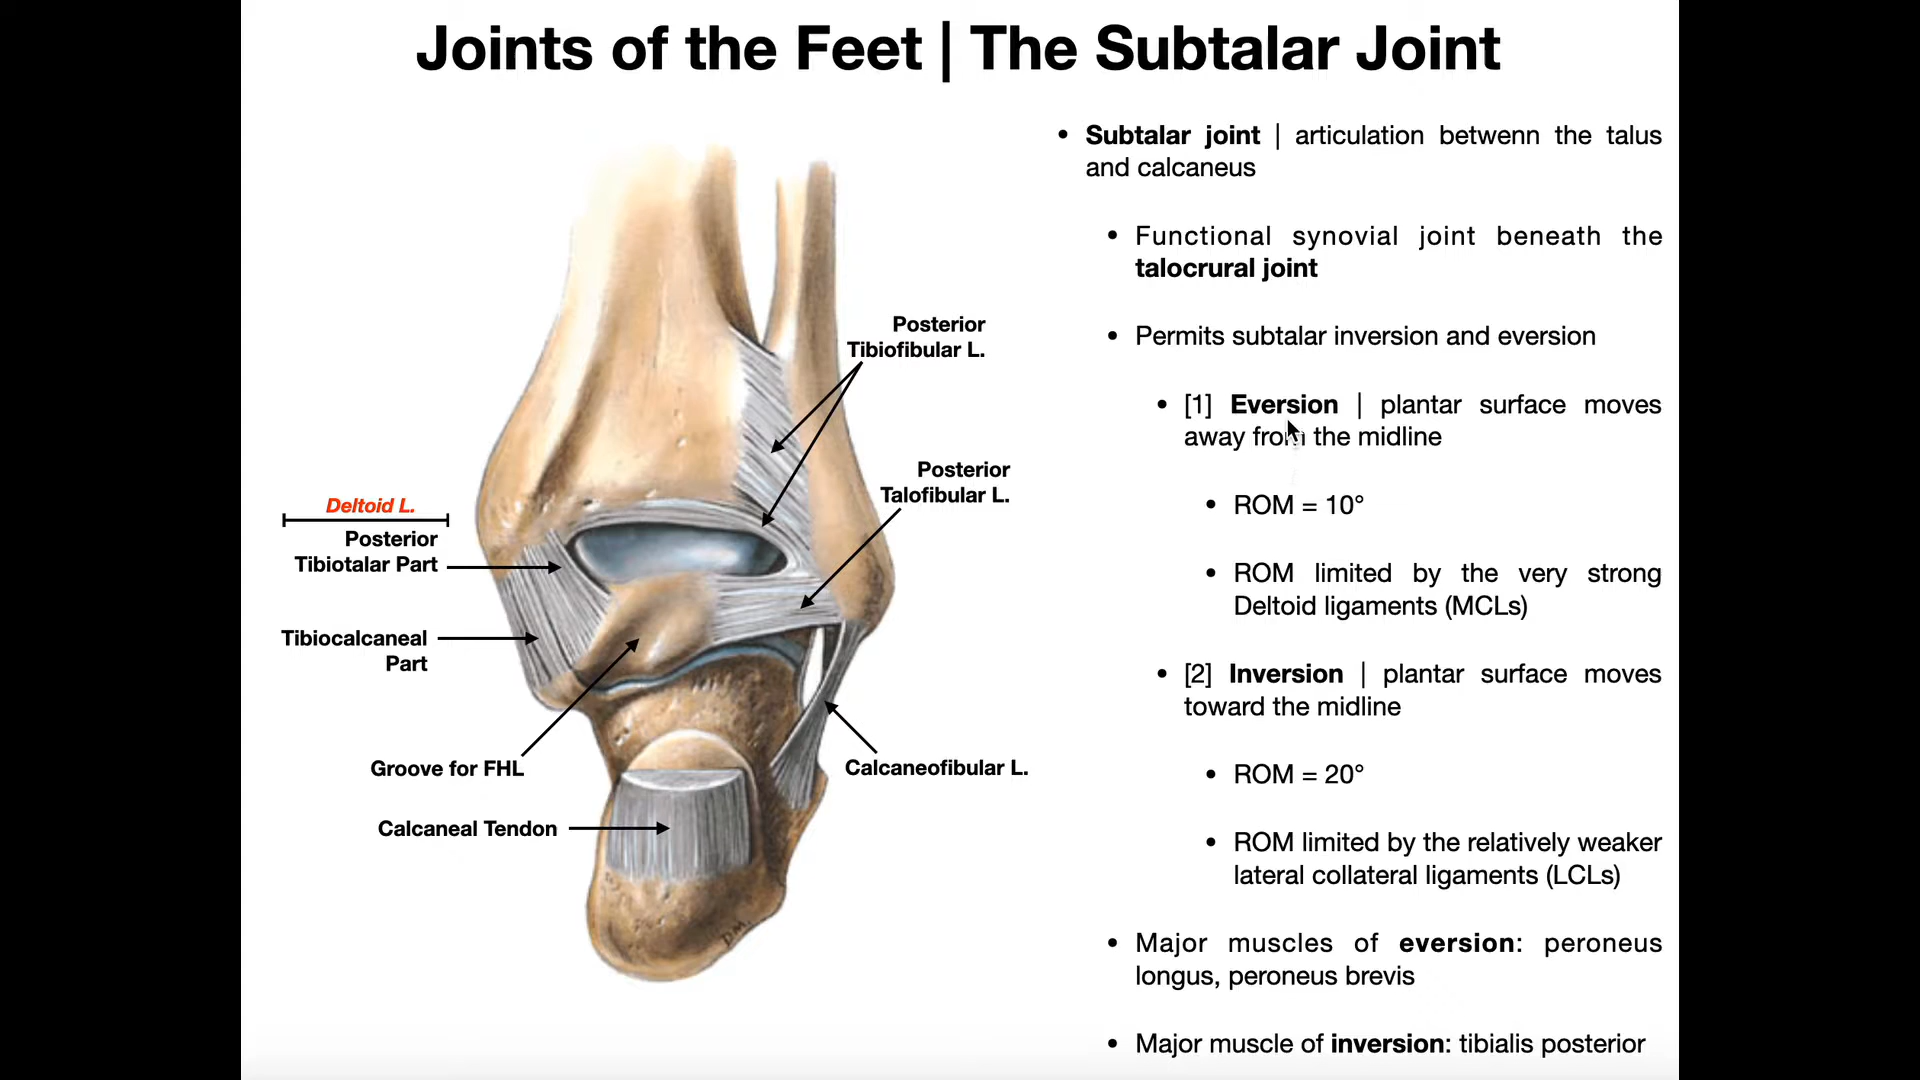 Joints of the Feet | The Subtalar Joint
Posterior
Tibiofibular L.
Posterior
Talofibular L.
Deltoid L.
Posterior
Tibiotalar Part
Tibiocalcaneal
Part
Groove for FHL
Calcaneofibular L.
Calcaneal Tendon
• Subtalar joint | articulation betwenn the talus
and calcaneus
• Functional synovial joint beneath the
talocrural joint
• Permits subtalar inversion and eversion
• [1] Eversion | plantar surface moves
away from the midline
• ROM = 10°
• ROM limited by the very strong
Deltoid ligaments (MCLs)
• [2] Inversion | plantar surface moves
toward the midline
• ROM = 20°
• ROM limited by the relatively weaker
lateral collateral ligaments (LCLs)
• Major muscles of eversion: peroneus
longus, peroneus brevis
• Major muscle of inversion: tibialis posterior